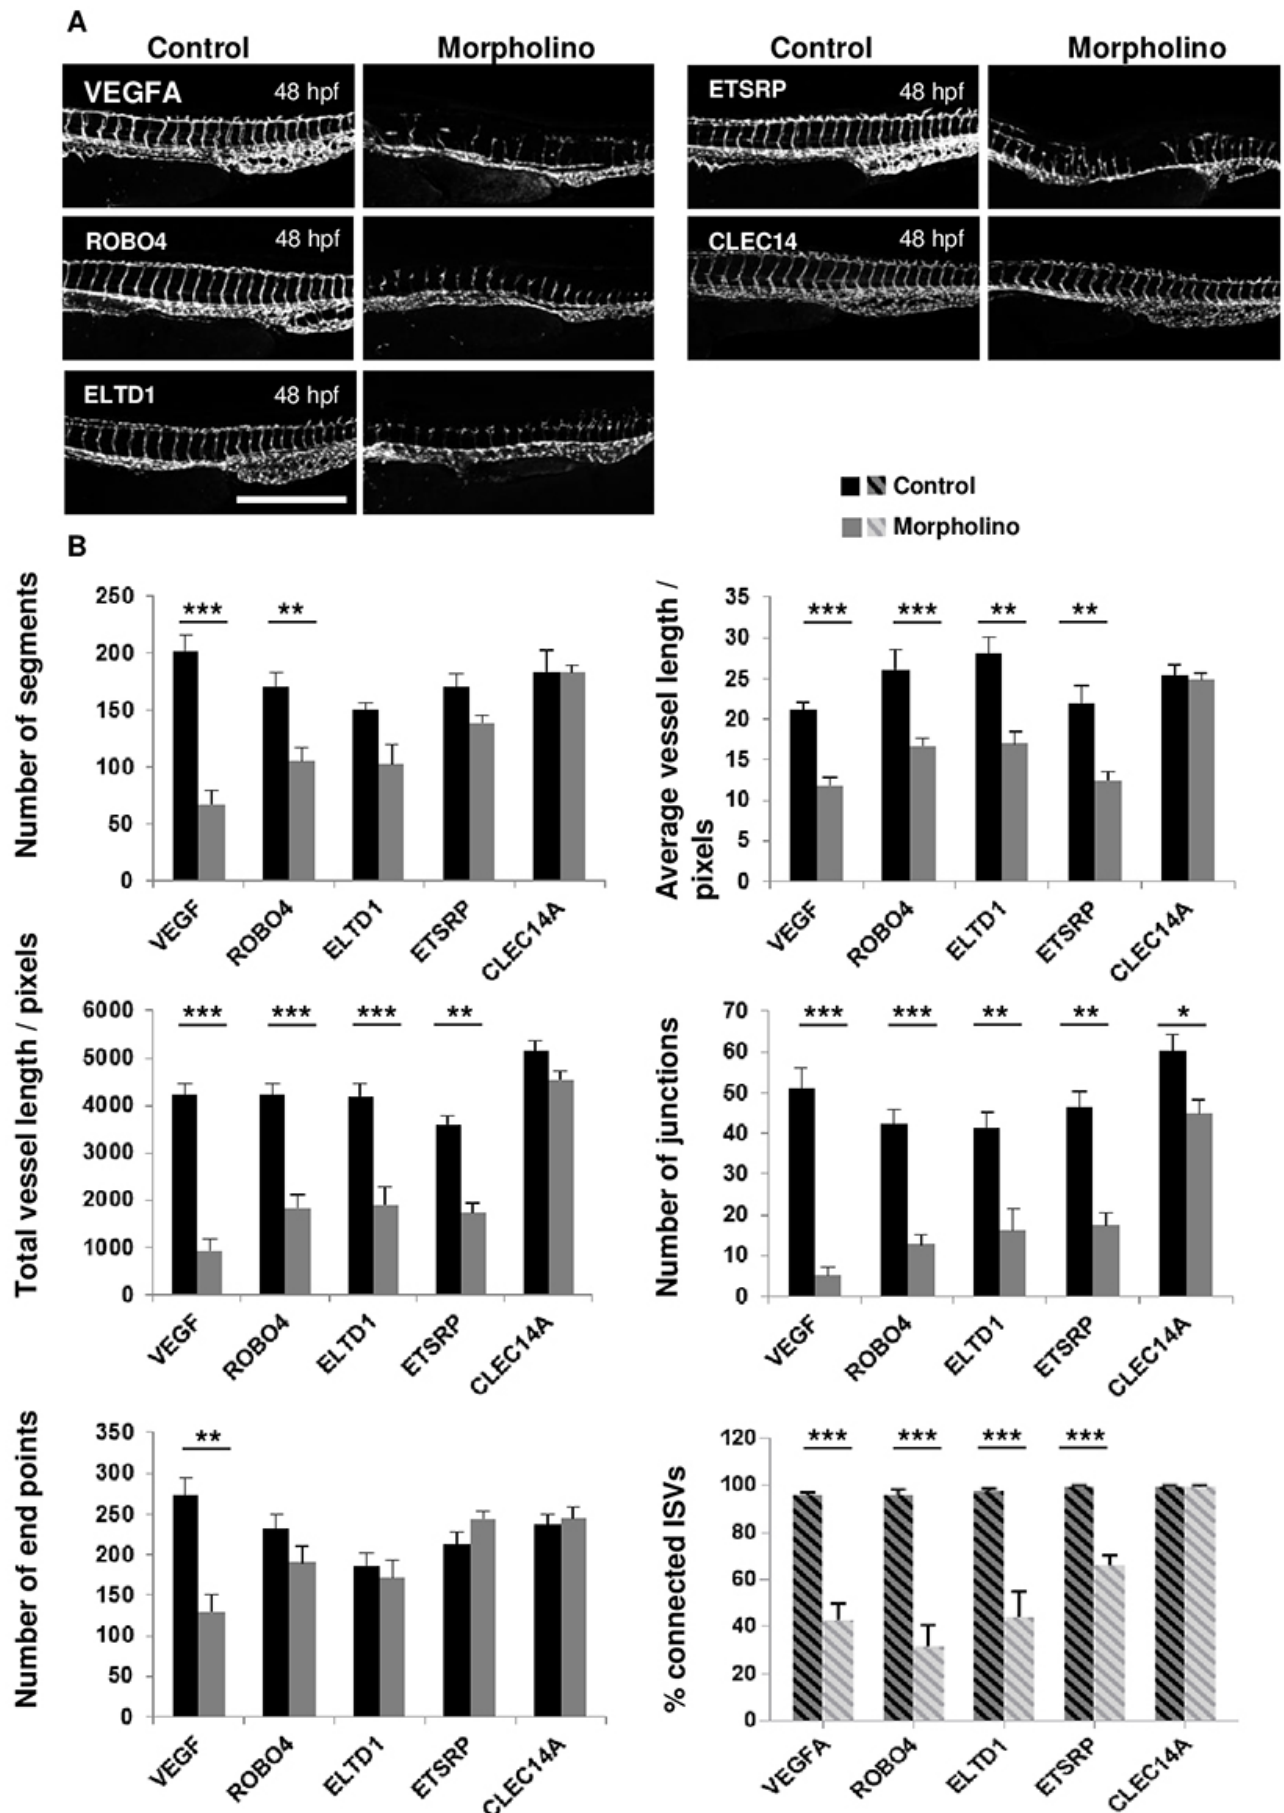 A
Control
Morpholino
Control
Morpholino
VEGFA
48 hpf
ETSRP
48 hpf
ROBO4
48 hpf
CLEC14
48 hpf
ELTD1
48 hpf
Control
Morpholino
B
Number of segments
250
200
150
100
50
0
***
**
VEGF
ROBO4
ELTD1
ETSRP
CLEC14A
Average vessel length /
pixels
35
30
25
20
15
10
5
0
***
***
**
**
VEGF
ROBO4
ELTD1
ETSRP
CLEC14A
Total vessel length / pixels
6000
5000
4000
3000
2000
1000
0
***
***
***
**
VEGF
ROBO4
ELTD1
ETSRP
CLEC14A
Number of junctions
70
60
50
40
30
20
10
0
***
***
**
**
*
VEGF
ROBO4
ELTD1
ETSRP
CLEC14A
Number of end points
350
300
250
200
150
100
50
0
**
VEGF
ROBO4
ELTD1
ETSRP
CLEC14A
% connected ISVs
120
100
80
60
40
20
0
***
***
***
***
VEGFA
ROBO4
ELTD1
ETSRP
CLEC14A